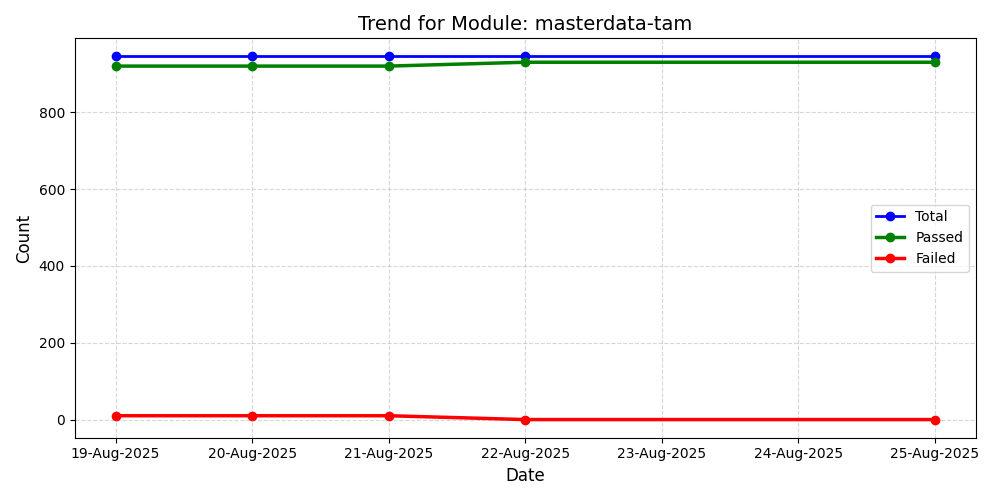 Trend for Module: masterdata-tam
Count
800
600
400
200
0
Total
Passed
Failed
19-Aug-2025 20-Aug-2025 21-Aug-2025 22-Aug-2025 23-Aug-2025 24-Aug-2025 25-Aug-2025
Date